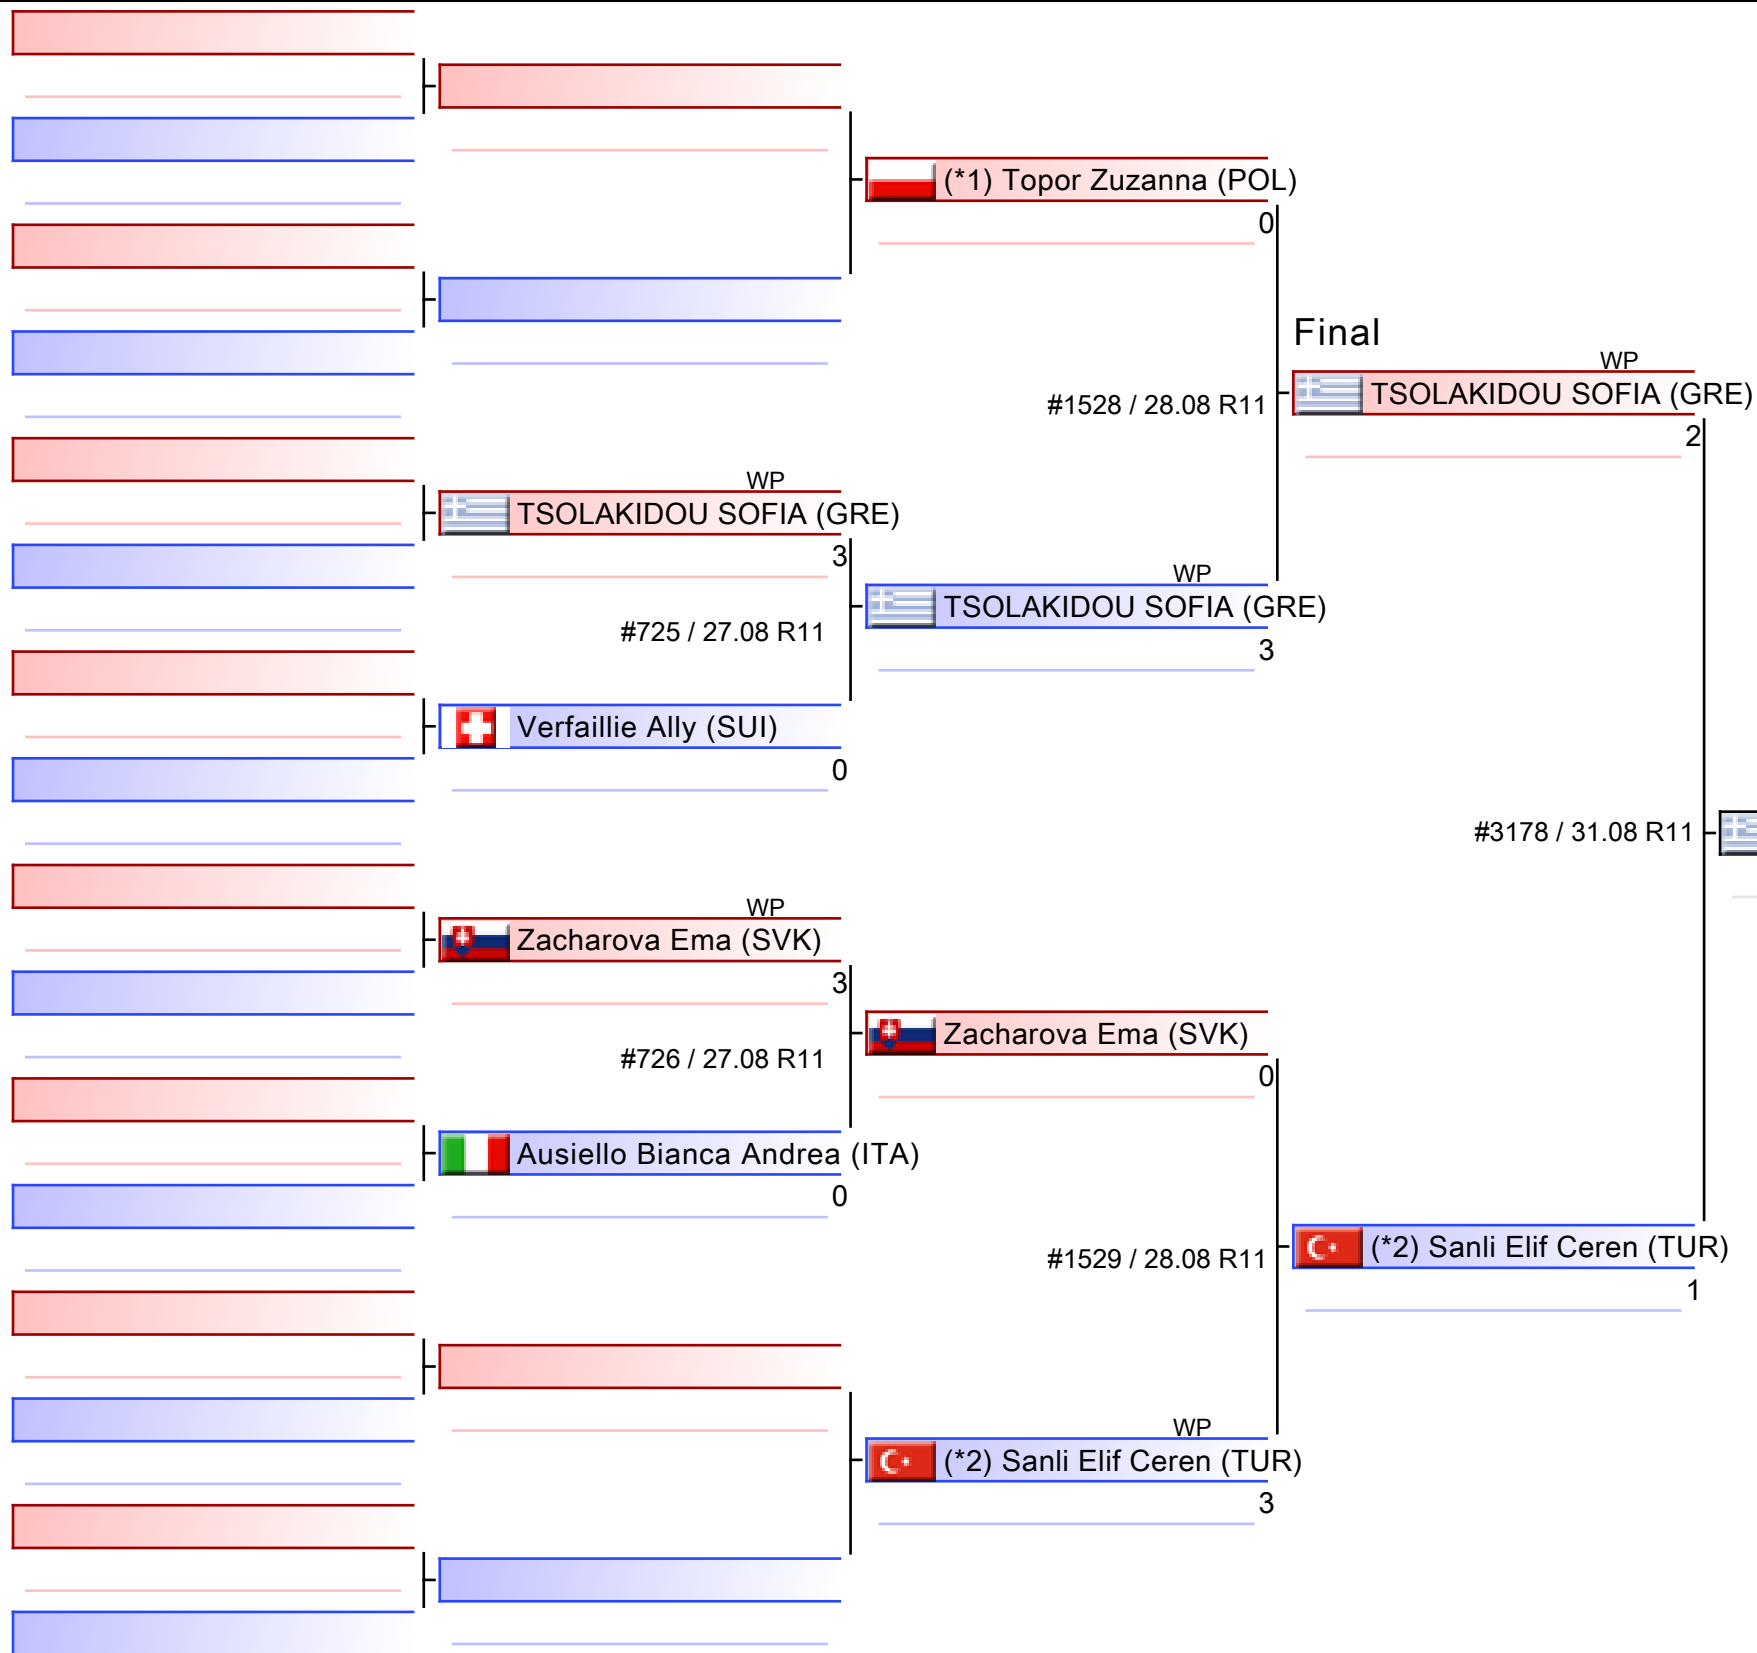 (*1) Topor Zuzanna (POL)
0
Final
WP
#1528 / 28.08 R11
TSOLAKIDOU SOFIA (GRE)
2
WP
TSOLAKIDOU SOFIA (GRE)
3
WP
#725 / 27.08 R11
TSOLAKIDOU SOFIA (GRE)
3
Verfaillie Ally (SUI)
0
#3178 / 31.08 R11
WP
Zacharova Ema (SVK)
3
#726 / 27.08 R11
Zacharova Ema (SVK)
0
Ausiello Bianca Andrea (ITA)
0
#1529 / 28.08 R11
(*2) Sanli Elif Ceren (TUR)
1
WP
(*2) Sanli Elif Ceren (TUR)
3